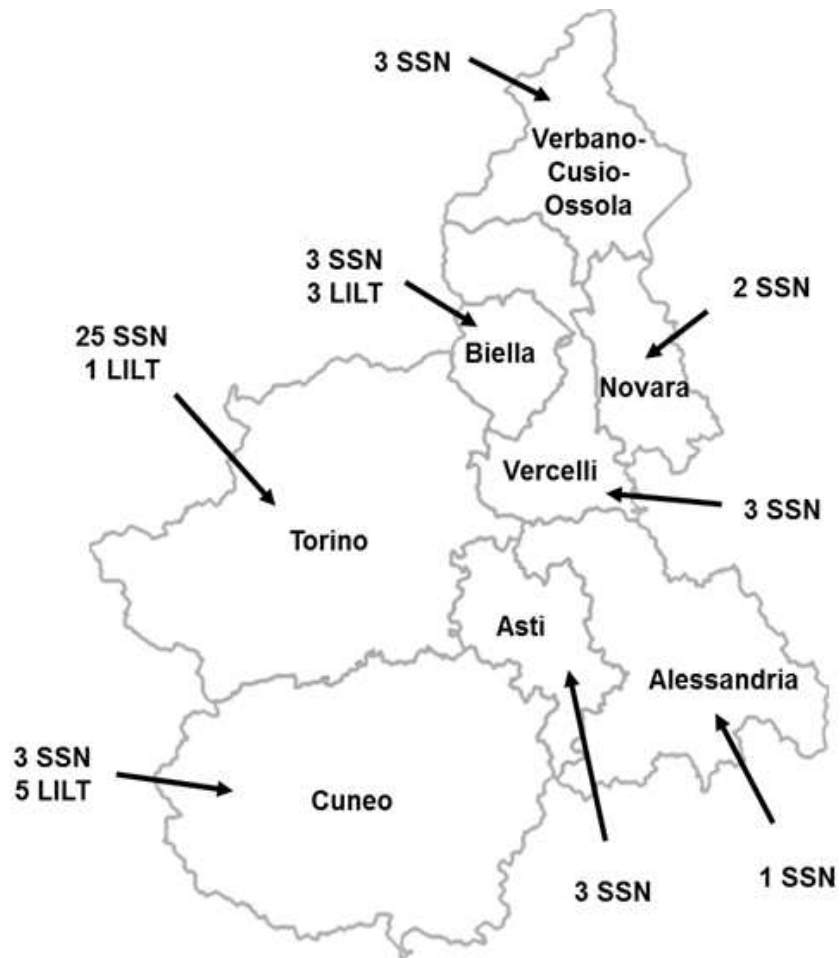 3 SSN
Verbano-
Cusio-
Ossola
3 SSN
3 LILT
2 SSN
25 SSN
1 LILT
Biella
Novara
Vercelli
3 SSN
Torino
Asti
Alessandria
3 SSN
5 LILT
Cuneo
3 SSN
1 SSN